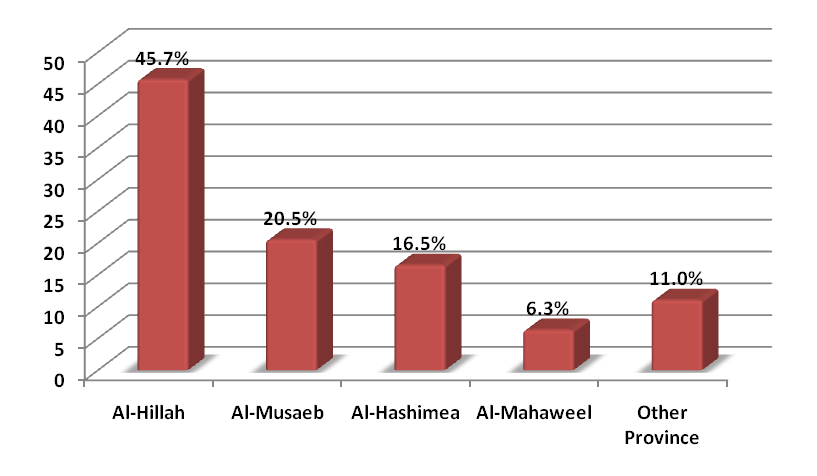 50
45
40
35
30
25
20
15
10
5
0
45.7%
20.5%
16.5%
6.3%
11.0%
Al-Hillah
Al-Musaeb
Al-Hashimea
Al-Mahaweel
Other
Province